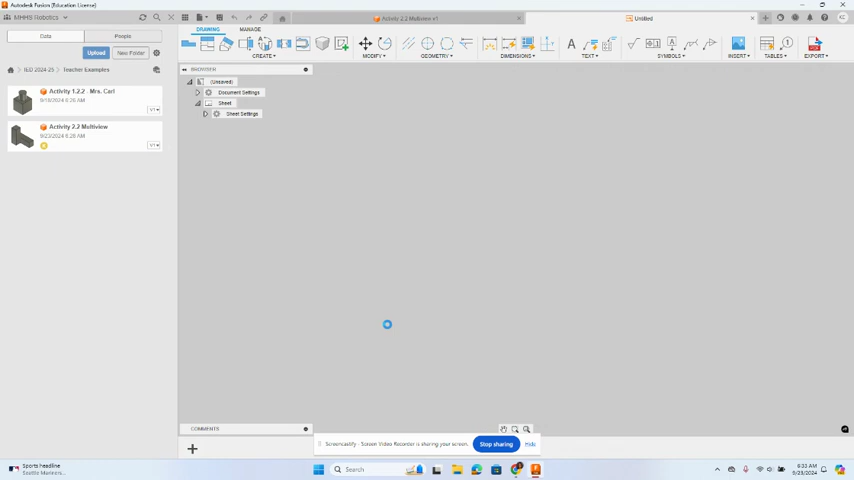 Autodesk Fusion (Education License)
MHHS Robotics
Activity 2.2 Multiview v1
Untitled
Data
People
DRAWING
MANAGE
Upload
New Folder
CREATE
MODIFY
GEOMETRY
DIMENSIONS
TEXT
SYMBOLS
INSERT
TABLES
EXPORT
IED 2024-25
Teacher Examples
BROWSER
(Unsaved)
Document Settings
Sheet
Sheet Settings
Activity 1.2.2 - Mrs. Carl
9/18/2024 6:26 AM
V1
Activity 2.2 Multiview
9/23/2024 6:28 AM
V1
COMMENTS
Screencastify - Screen Video Recorder is sharing your screen.
Stop sharing
Hide
Sports headline
Seattle Mariners...
Search
6:33 AM
9/23/2024